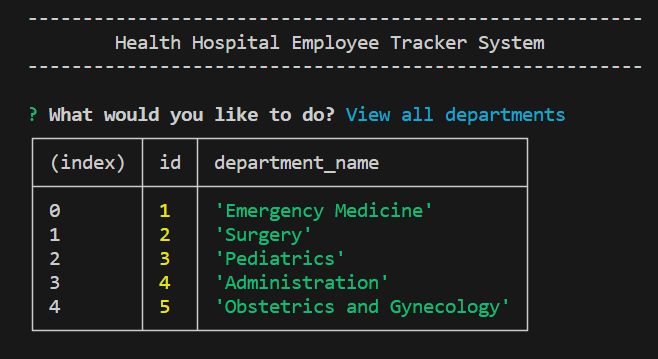 --------------------------------------------------------
Health Hospital Employee Tracker System
--------------------------------------------------------
? What would you like to do? View all departments
(index) id department_name
0 1 'Emergency Medicine'
1 2 'Surgery'
2 3 'Pediatrics'
3 4 'Administration'
4 5 'Obstetrics and Gynecology'